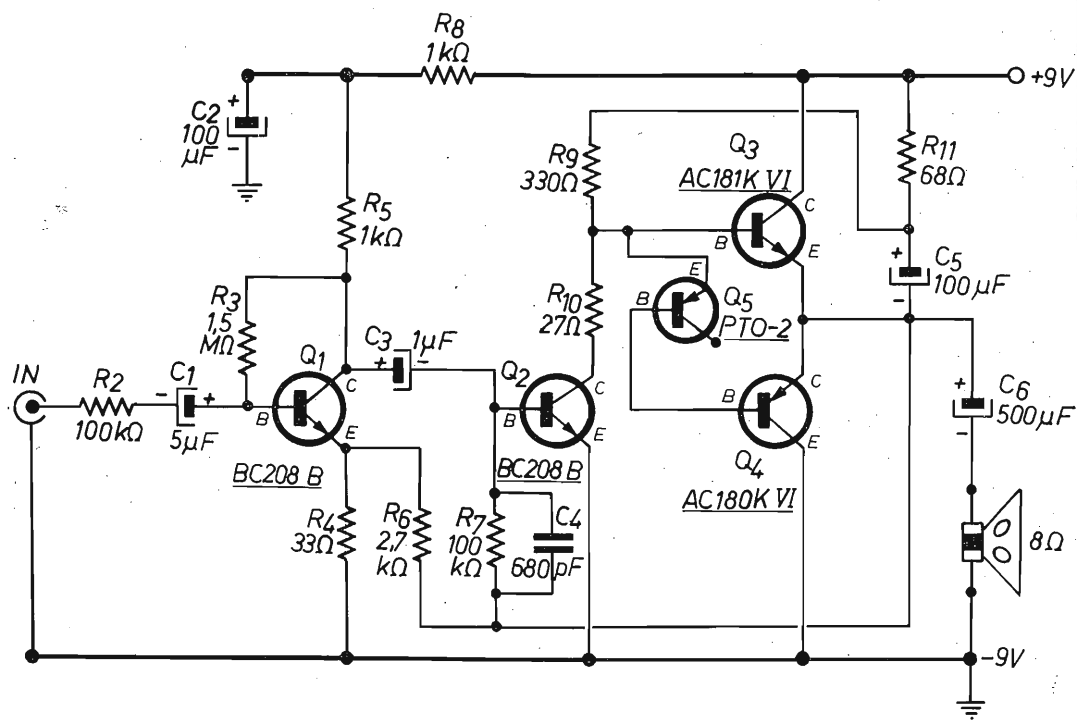 R8
1kΩ
+9V
+
C2
100
μF
-
R5
1kΩ
R9
330Ω
Q3
AC181K VI
C
B
E
R11
68Ω
+
C5
100μF
-
R3
1,5
MΩ
C3
1μF
+
-
R10
27Ω
E
B
Q5
PTO-2
IN
R2
100kΩ
-
C1
+
5μF
Q1
C
B
E
BC208 B
Q2
C
E
BC208 B
B
C
E
Q4
AC180K VI
+
C6
500μF
-
R4
33Ω
R6
2,7
kΩ
R7
100
kΩ
C4
680pF
8Ω
-9V